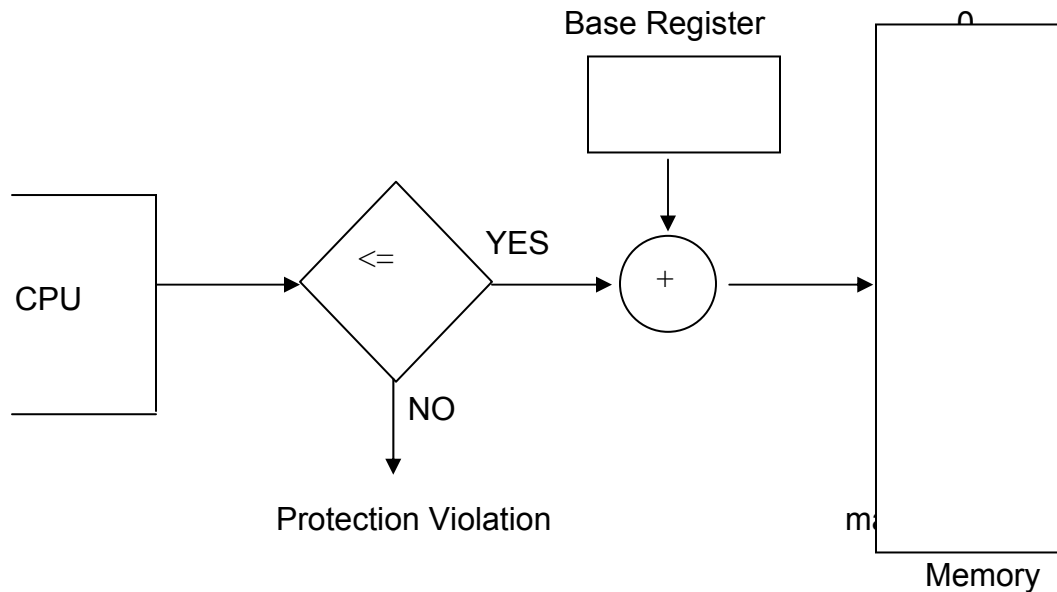 Base Register
0
YES
<=
+
CPU
NO
Protection Violation
Memory